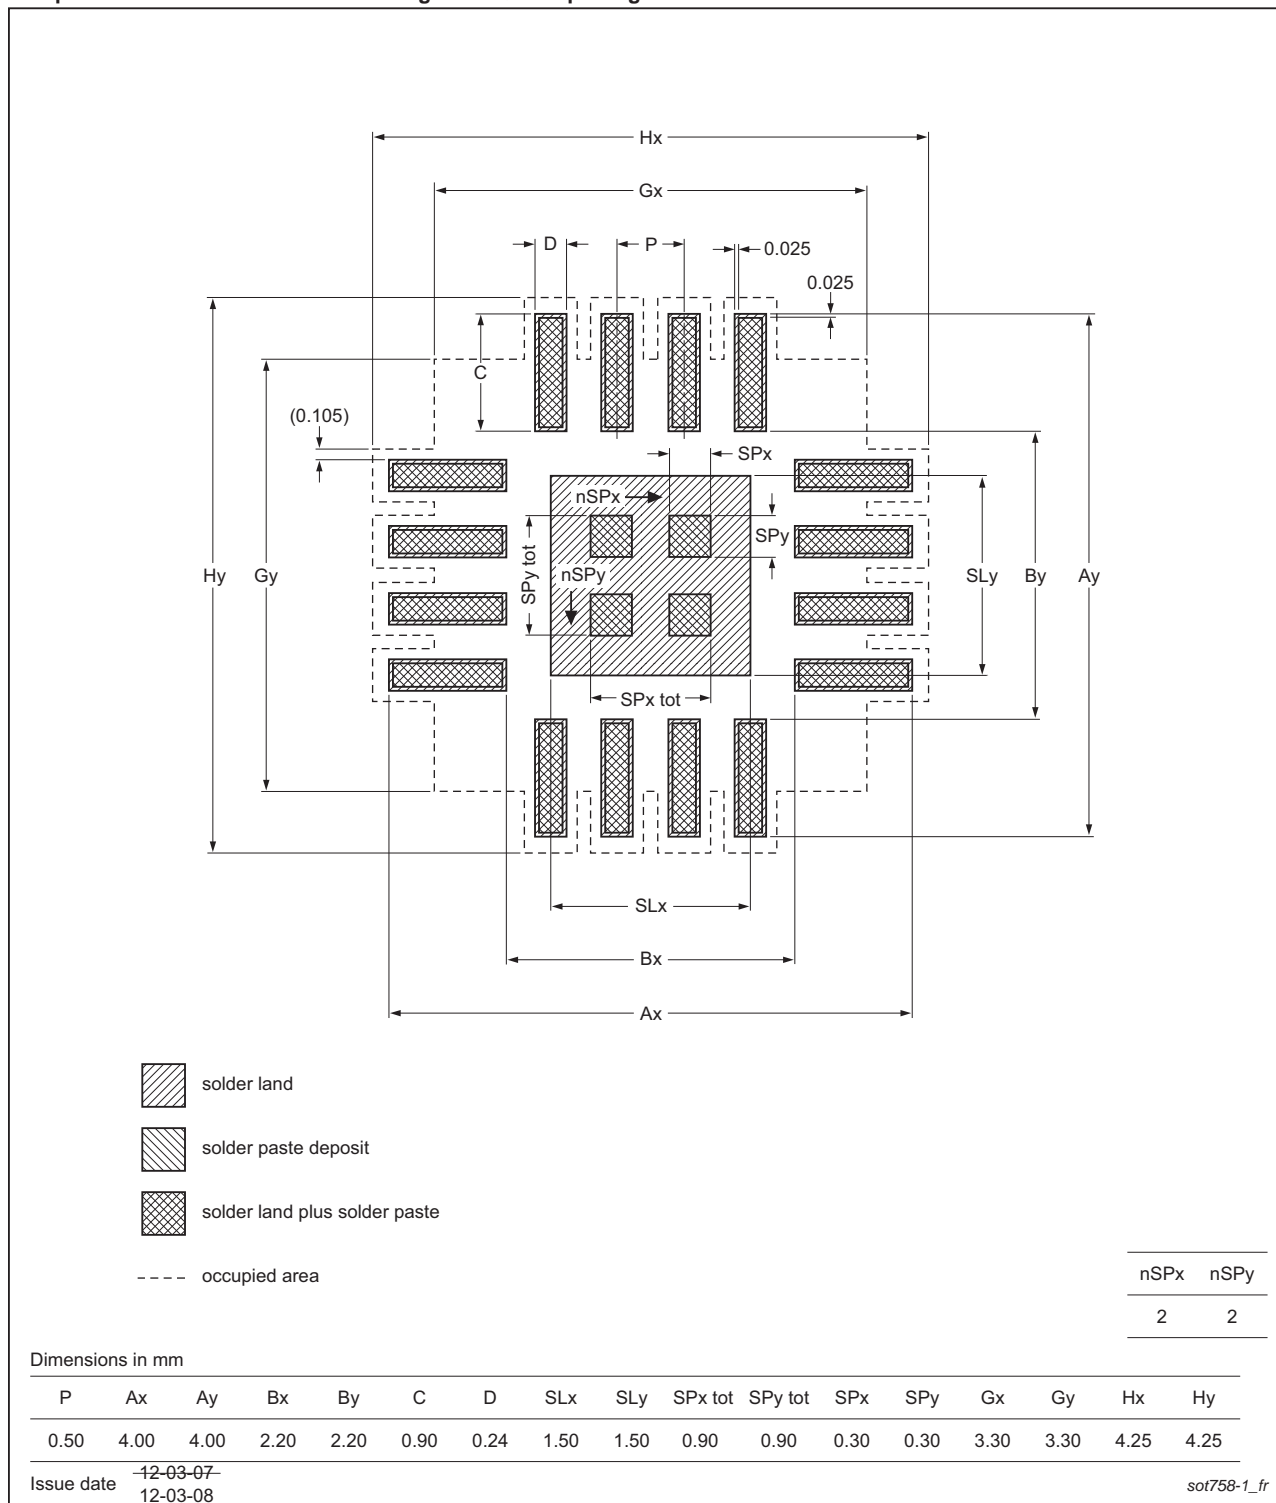 Hx
Gx
D
P
0.025
0.025
C
(0.105)
SPx
nSPx
SPy
SPy tot
nSPy
Hy
Gy
SLy
By
Ay
SPx tot
SLx
Bx
Ax
solder land
solder paste deposit
solder land plus solder paste
occupied area
nSPx nSPy
2 2
Dimensions in mm
P Ax Ay Bx By C D SLx SLy SPx tot SPy tot SPx SPy Gx Gy Hx Hy
0.50 4.00 4.00 2.20 2.20 0.90 0.24 1.50 1.50 0.90 0.90 0.30 0.30 3.30 3.30 4.25 4.25
Issue date 12-03-07
12-03-08
sot758-1_fr